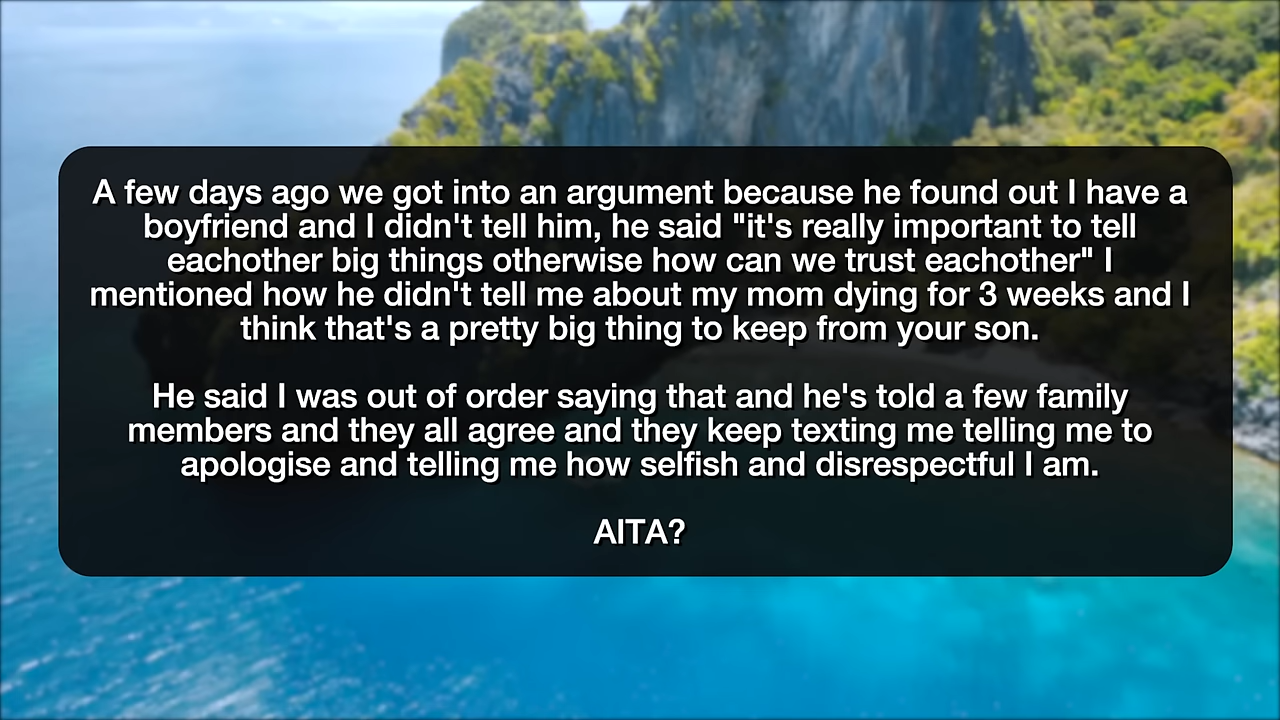 A few days ago we got into an argument because he found out I have a
boyfriend and I didn't tell him, he said "it's really important to tell
eachother big things otherwise how can we trust eachother" I
mentioned how he didn't tell me about my mom dying for 3 weeks and I
think that's a pretty big thing to keep from your son.
He said I was out of order saying that and he's told a few family
members and they all agree and they keep texting me telling me to
apologise and telling me how selfish and disrespectful I am.
AITA?